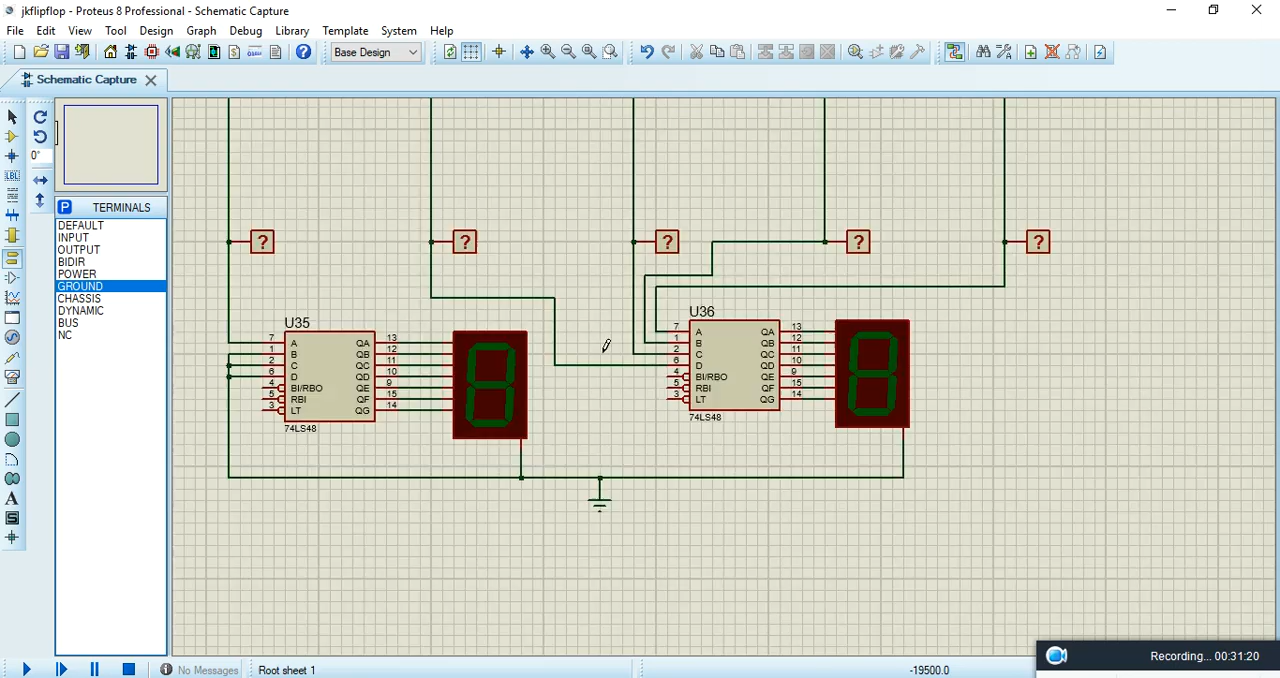 jkflipflop - Proteus 8 Professional - Schematic Capture
File Edit View Tool Design Graph Debug Library Template System Help
Base Design
Schematic Capture
0°
LBL
P TERMINALS
DEFAULT
INPUT
OUTPUT
BIDIR
POWER
GROUND
CHASSIS
DYNAMIC
BUS
NC
A
S
? ? ? ? ?
U35
7 A QA 13
1 B QB 12
2 C QC 11
6 D QD 10
4 BI/RBO QE 9
5 RBI QF 15
3 LT QG 14
74LS48
U36
7 A QA 13
1 B QB 12
2 C QC 11
6 D QD 10
4 BI/RBO QE 9
5 RBI QF 15
3 LT QG 14
74LS48
No Messages Root sheet 1 -19500.0
Recording... 00:31:20